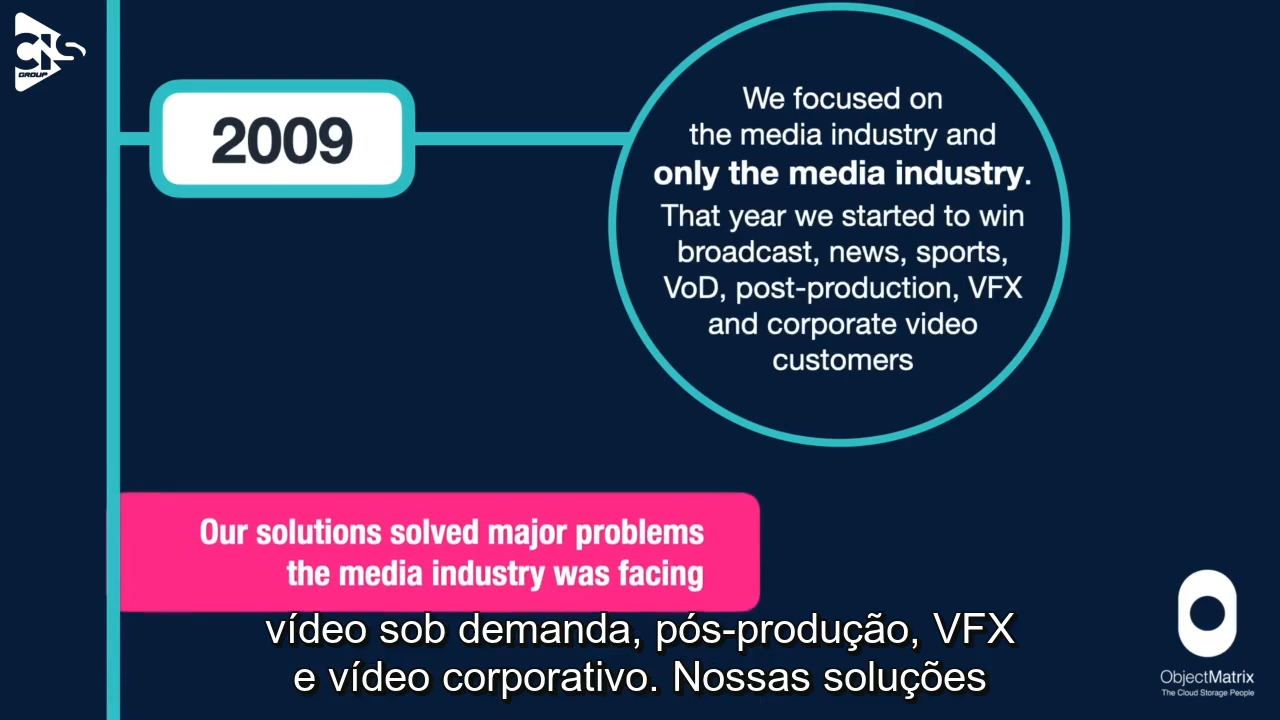 CIS
GROUP
2009
We focused on
the media industry and
only the media industry.
That year we started to win
broadcast, news, sports,
VoD, post-production, VFX
and corporate video
customers
Our solutions solved major problems
the media industry was facing
vídeo sob demanda, pós-produção, VFX
e vídeo corporativo. Nossas soluções
ObjectMatrix
The Cloud Storage People